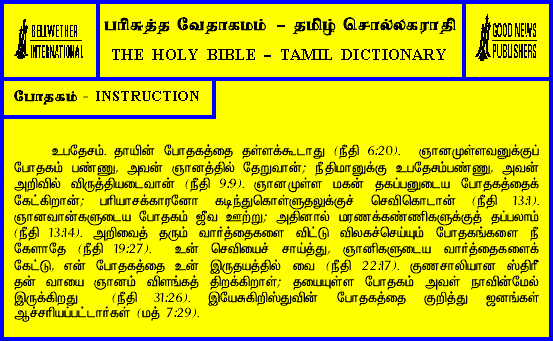 BELLWETHER
INTERNATIONAL
பரிசுத்த வேதாகமம் – தமிழ் சொல்லகராதி
THE HOLY BIBLE – TAMIL DICTIONARY
GOOD NEWS
PUBLISHERS
போதகம் - INSTRUCTION
உபதேசம். தாயின் போதகத்தை தள்ளக்கூடாது (நீதி 6:20). ஞானமுள்ளவனுக்குப்
போதகம் பண்ணு, அவன் ஞானத்தில் தேறுவான்; நீதிமானுக்கு உபதேசம்பண்ணு, அவன்
அறிவில் விருத்தியடைவான் (நீதி 9:9). ஞானமுள்ள மகன் தகப்பனுடைய போதகத்தைக்
கேட்கிறான்; பரியாசக்காரனோ கடிந்துகொள்ளுதலுக்குச் செவிகொடான் (நீதி 13:1).
ஞானவான்களுடைய போதகம் ஜீவ ஊற்று; அதினால் மரணக்கண்ணிகளுக்குத் தப்பலாம்
(நீதி 13:14). அறிவைத் தரும் வார்த்தைகளை விட்டு விலகச்செய்யும் போதகங்களை நீ
கேளாதே (நீதி 19:27). உன் செவியைச் சாய்த்து, ஞானிகளுடைய வார்த்தைகளைக்
கேட்டு, என் போதகத்தை உன் இருதயத்தில் வை (நீதி 22:17). குணசாலியான ஸ்திரீ
தன் வாயை ஞானம் விளங்கத் திறக்கிறாள்; தயையுள்ள போதகம் அவள் நாவின்மேல்
இருக்கிறது (நீதி 31:26). இயேசுகிறிஸ்துவின் போதகத்தை குறித்து ஜனங்கள்
ஆச்சரியப்பட்டார்கள் (மத் 7:29).